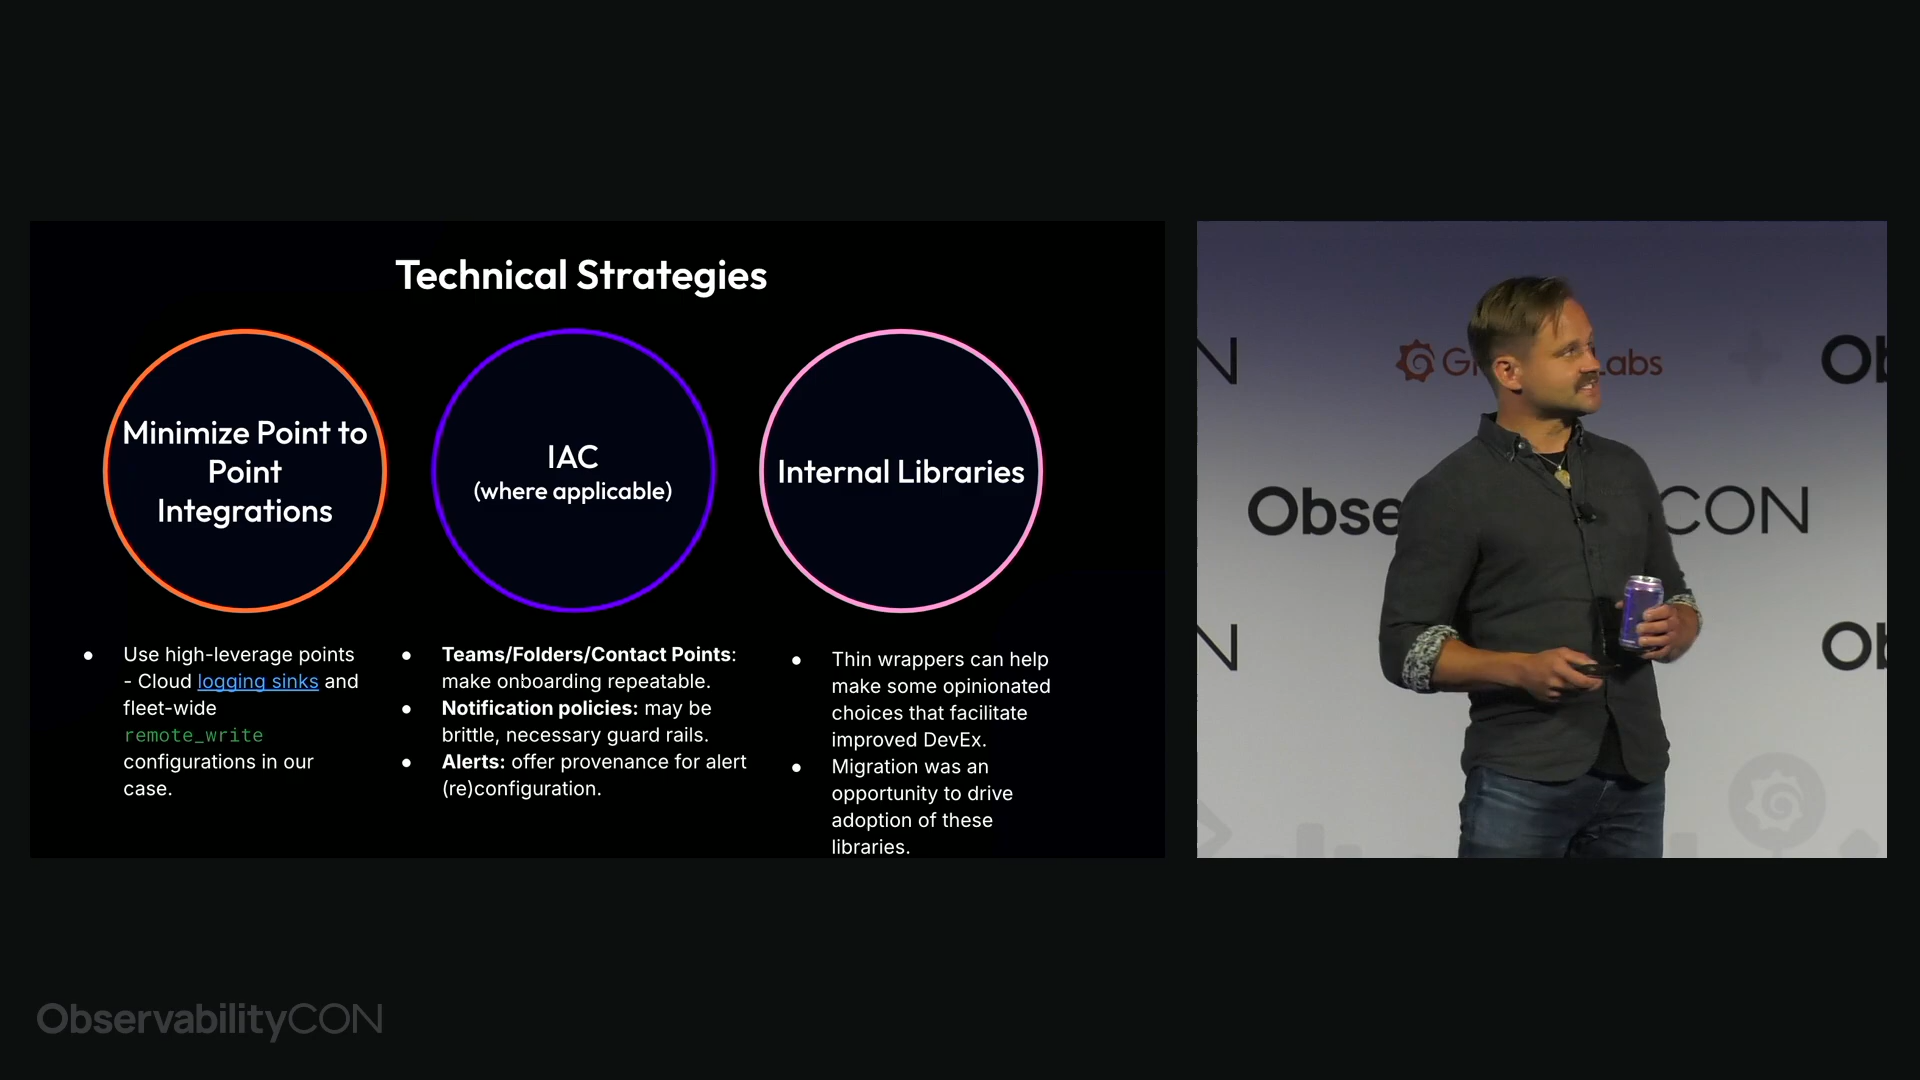 Technical Strategies
Minimize Point to
Point
Integrations
IAC
(where applicable)
Internal Libraries
● Use high-leverage points
- Cloud logging sinks and
fleet-wide
remote_write
configurations in our
case.
● Teams/Folders/Contact Points:
make onboarding repeatable.
● Notification policies: may be
brittle, necessary guard rails.
● Alerts: offer provenance for alert
(re)configuration.
● Thin wrappers can help
make some opinionated
choices that facilitate
improved DevEx.
● Migration was an
opportunity to drive
adoption of these
libraries.
N
G
Labs
Ob
Obse
CON
N
Ob
ObservabilityCON